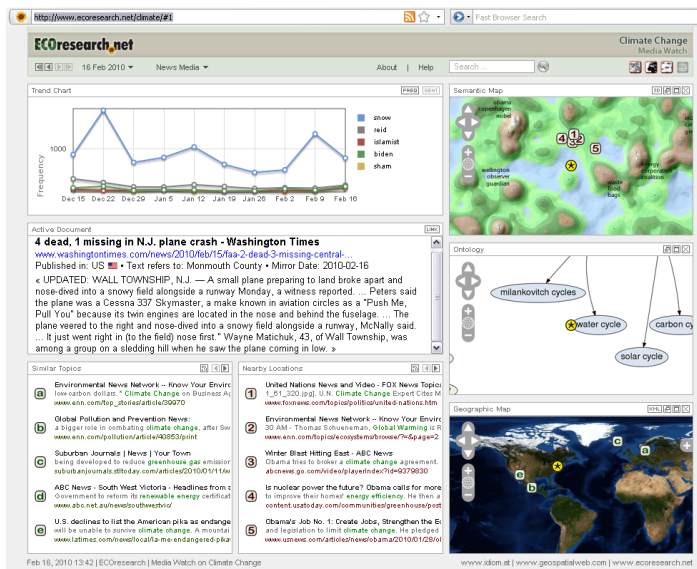 http://www.ecoresearch.net/climate/#1
Fast Browser Search
ECOresearch.net
Climate Change
Media Watch
16 Feb 2010
News Media
About | Help
Search ...
Trend Chart
FREQ
SENT
1000
Frequency
Dec 15 Dec 22 Dec 29 Jan 5 Jan 12 Jan 19 Jan 26 Feb 2 Feb 9 Feb 16
snow
reid
islamist
biden
sham
Semantic Map
obama
copenhagen
nobel
4 1 3 2 5
wellington
observer
guardian
energy
corporation
coalition
waste
food
bags
Active Document
LINK
4 dead, 1 missing in N.J. plane crash - Washington Times
www.washingtontimes.com/news/2010/feb/15/faa-2-dead-3-missing-central-...
Published in: US • Text refers to: Monmouth County • Mirror Date: 2010-02-16
« UPDATED: WALL TOWNSHIP, N.J. — A small plane preparing to land broke apart and
nose-dived into a snowy field alongside a runway Monday, a witness reported. ... Peters said
the plane was a Cessna 337 Skymaster, a make known in aviation circles as a "Push Me,
Pull You" because its twin engines are located in the nose and behind the fuselage. ... The
plane veered to the right and nose-dived into a snowy field alongside a runway, McNally said.
... It just went right in (to the field) nose first." Wayne Matichuk, 43, of Wall Township, was
among a group on a sledding hill when he saw the plane coming in low. »
Ontology
milankovitch cycles
water cycle
carbon cy
solar cycle
Similar Topics
a
Environmental News Network -- Know Your Enviro
low-carbon dollars. " Climate Change on Business Ag
www.enn.com/top_stories/article/39970
b
Global Pollution and Prevention News:
a bigger role in combating climate change, after Sw
www.enn.com/pollution/article/40853/print
c
Suburban Journals | News | Your Town
being developed to reduce greenhouse gas emission
suburbanjournals.stltoday.com/articles/2010/01/11/w
d
ABC News - South West Victoria - Headlines from a
Government to reform its renewable energy certificat
www.abc.net.au/news/southwestvic/
e
U.S. declines to list the American pika as endange
will be unable to survive climate change. A mountai
www.latimes.com/news/local/la-me-endangered-pika
Nearby Locations
1
United Nations News and Video - FOX News Topics
1_61_320.jpg]. U.N. Climate Change Expert Cites M
www.foxnews.com/topics/politics/united-nations.htm
2
Environmental News Network -- Know Your Enviro
30 AM - Thomas Schueneman, Global Warming is R
www.enn.com/topics/ecosystems/browse/?=&page=2
3
Winter Blast Hitting East - ABC News
Obama tries to broker a climate change agreement.
abcnews.go.com/video/playerIndex?id=9379830
4
Is nuclear power the future? Obama calls for more
to improve their homes' energy efficiency. He then a
content.usatoday.com/communities/greenhouse/post
5
Obama's Job No. 1: Create Jobs, Strengthen the Ec
and legislation to limit climate change. He pledged
www.usnews.com/articles/news/obama/2010/01/28/ol
Geographic Map
KML
c
a
e
b
Feb 16, 2010 13:42 | ECOresearch | Media Watch on Climate Change
www.idiom.at | www.geospatialweb.com | www.ecoresearch.net